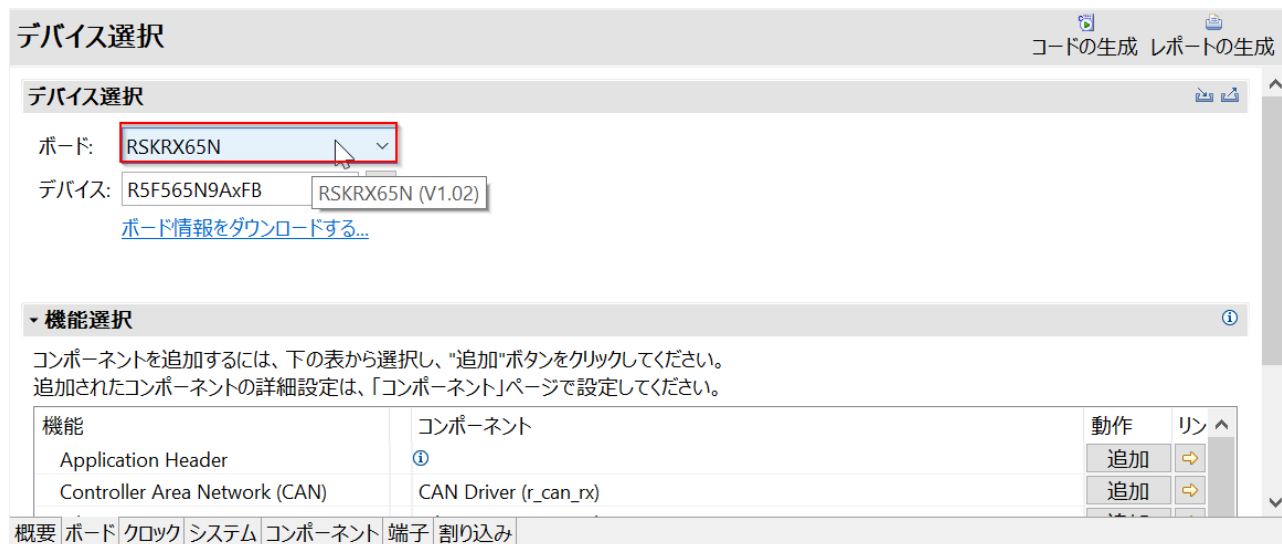 デバイス選択
コードの生成 レポートの生成
デバイス選択
ボード: RSKRX65N
デバイス: R5F565N9AxFB
RSKRX65N (V1.02)
ボード情報をダウンロードする...
機能選択
コンポーネントを追加するには、下の表から選択し、"追加"ボタンをクリックしてください。
追加されたコンポーネントの詳細設定は、「コンポーネント」ページで設定してください。
機能 コンポーネント 動作 リン
Application Header 追加
Controller Area Network (CAN) CAN Driver (r_can_rx) 追加
概要 ボード クロック システム コンポーネント 端子 割り込み